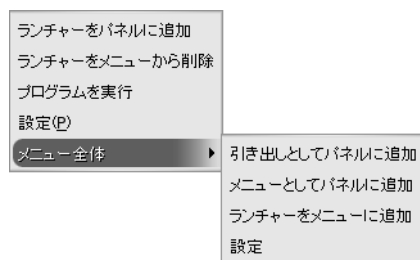 ランチャーをパネルに追加
ランチャーをメニューから削除
プログラムを実行
設定(P)
メニュー全体
引き出しとしてパネルに追加
メニューとしてパネルに追加
ランチャーをメニューに追加
設定